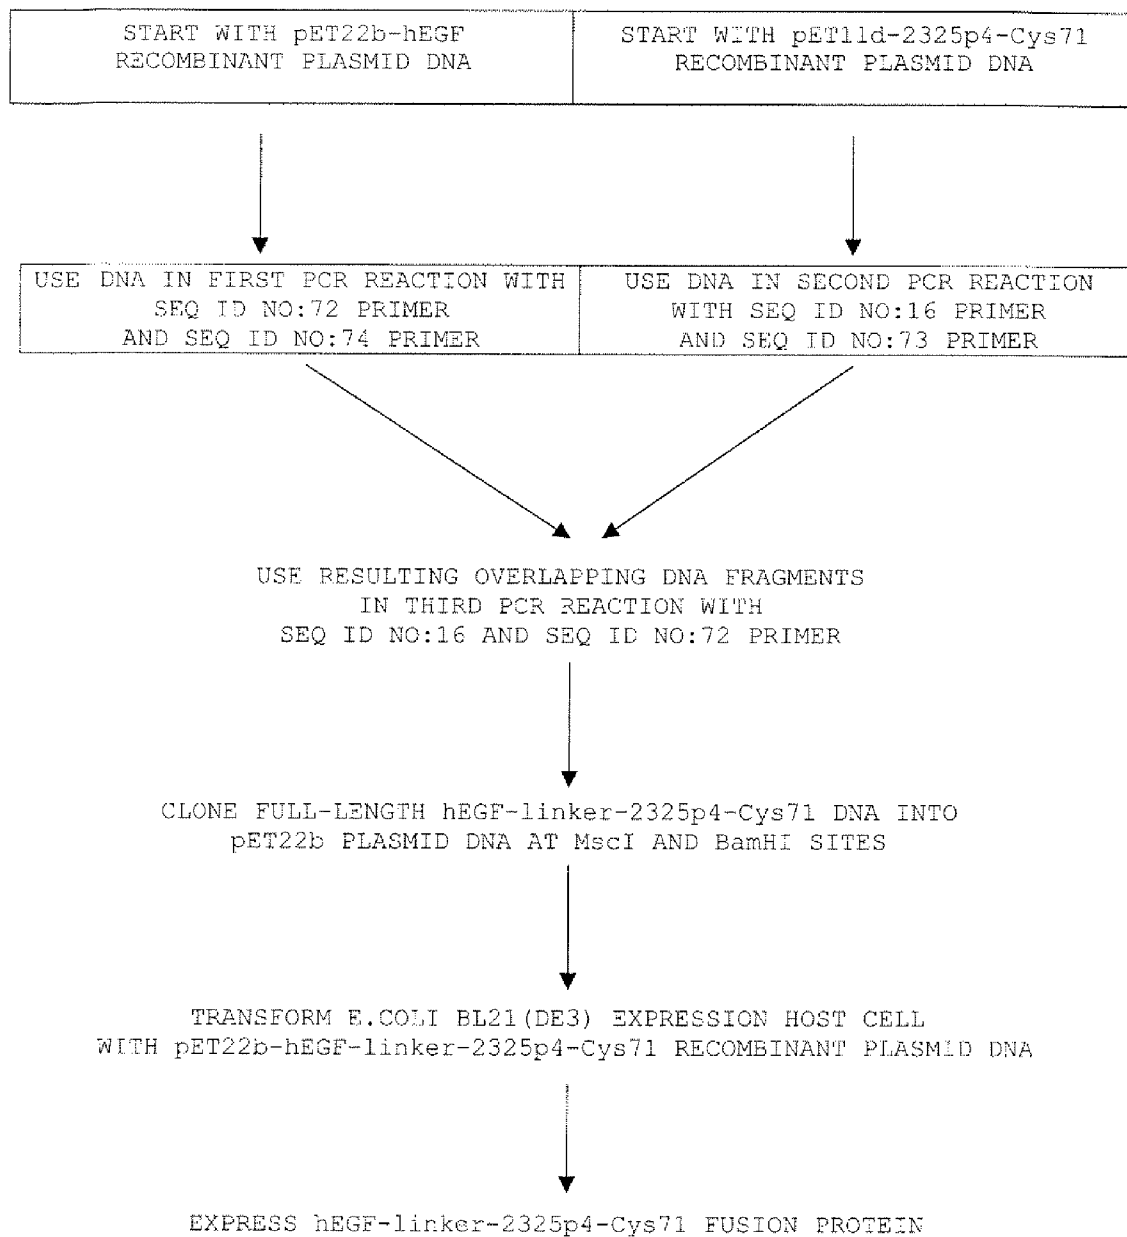 START WITH pET22b-hEGF
RECOMBINANT PLASMID DNA
START WITH pET11d-2325p4-Cys71
RECOMBINANT PLASMID DNA
USE DNA IN FIRST PCR REACTION WITH
SEQ ID NO:72 PRIMER
AND SEQ ID NO:74 PRIMER
USE DNA IN SECOND PCR REACTION
WITH SEQ ID NO:16 PRIMER
AND SEQ ID NO:73 PRIMER
USE RESULTING OVERLAPPING DNA FRAGMENTS
IN THIRD PCR REACTION WITH
SEQ ID NO:16 AND SEQ ID NO:72 PRIMER
CLONE FULL-LENGTH hEGF-linker-2325p4-Cys71 DNA INTO
pET22b PLASMID DNA AT MscI AND BamHI SITES
TRANSFORM E.COLI BL21(DE3) EXPRESSION HOST CELL
WITH pET22b-hEGF-linker-2325p4-Cys71 RECOMBINANT PLASMID DNA
EXPRESS hEGF-linker-2325p4-Cys71 FUSION PROTEIN